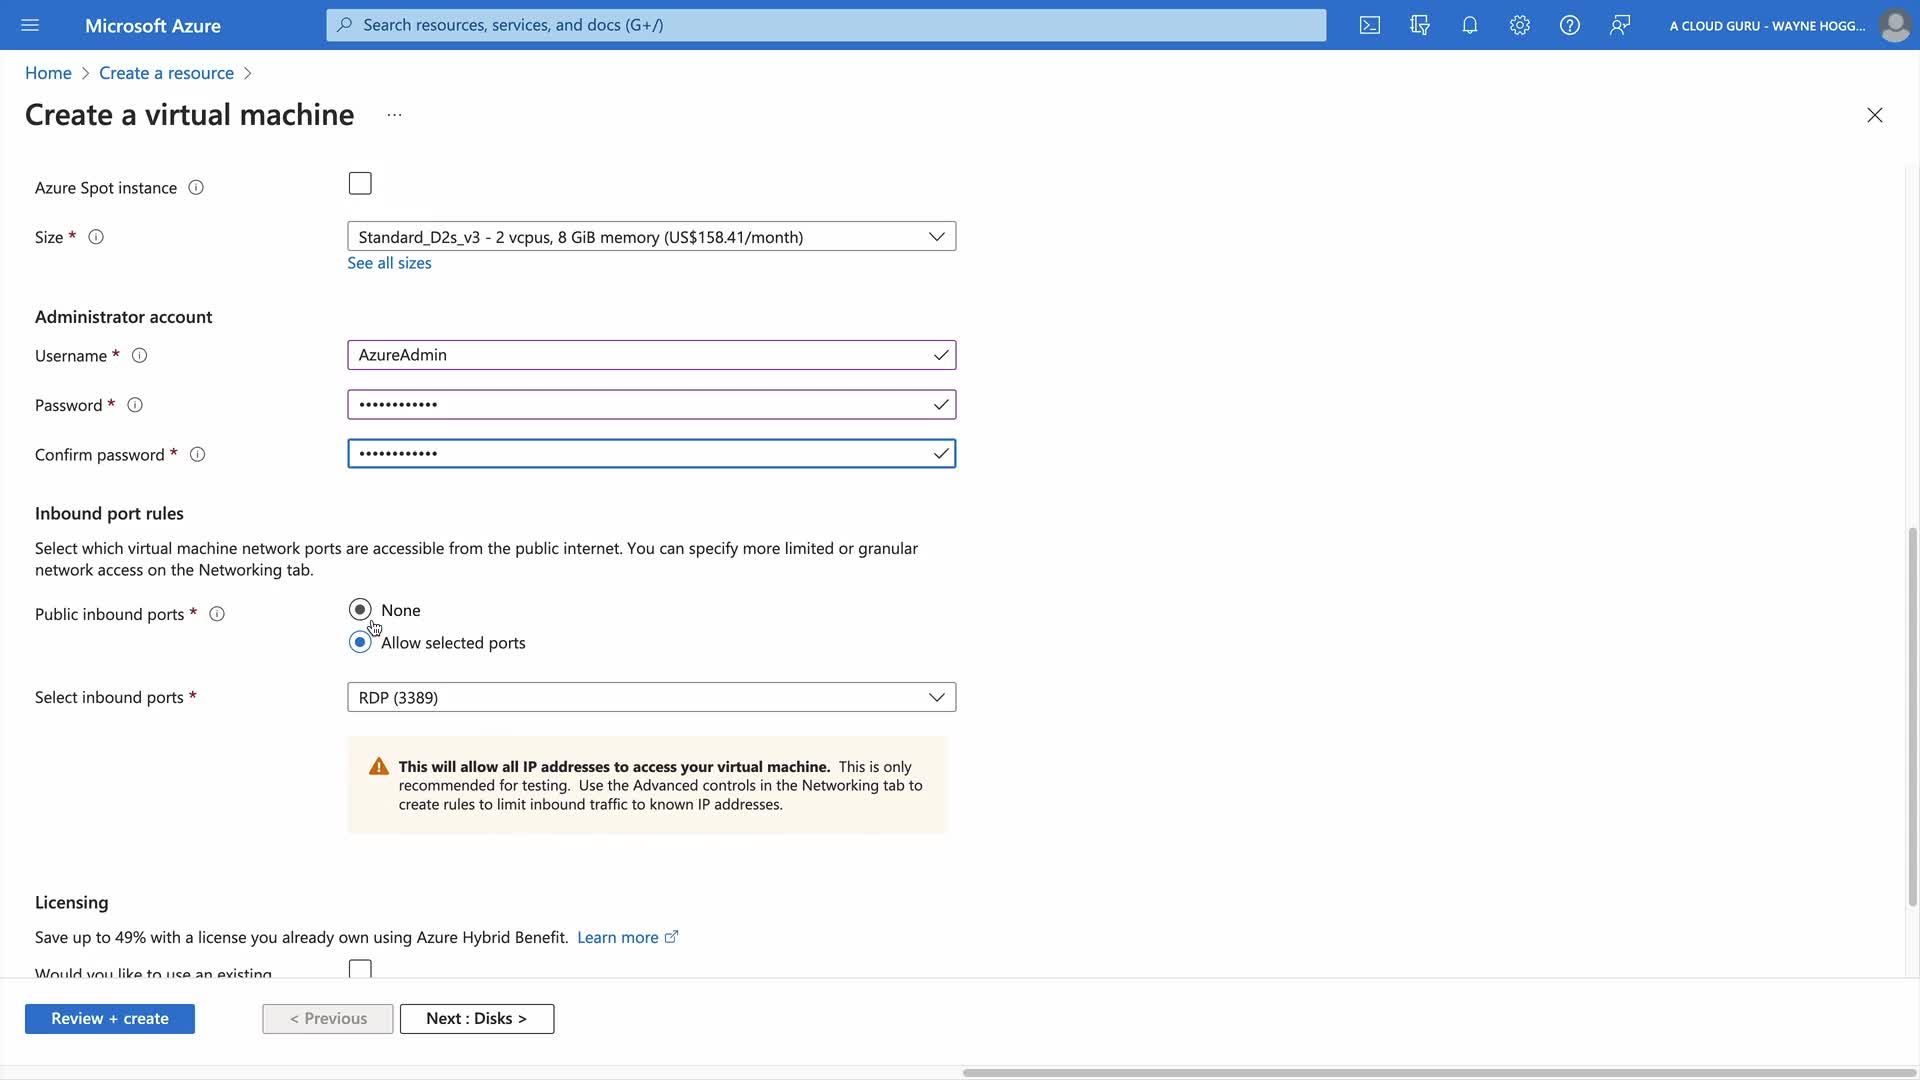 Microsoft Azure
Search resources, services, and docs (G+/)
A CLOUD GURU - WAYNE HOGG...
Home > Create a resource >
Create a virtual machine ...
Azure Spot instance
Size *
Standard_D2s_v3 - 2 vcpus, 8 GiB memory (US$158.41/month)
See all sizes
Administrator account
Username *
AzureAdmin
Password *
••••••••••••
Confirm password *
••••••••••••
Inbound port rules
Select which virtual machine network ports are accessible from the public internet. You can specify more limited or granular
network access on the Networking tab.
Public inbound ports *
None
Allow selected ports
Select inbound ports *
RDP (3389)
This will allow all IP addresses to access your virtual machine. This is only
recommended for testing. Use the Advanced controls in the Networking tab to
create rules to limit inbound traffic to known IP addresses.
Licensing
Save up to 49% with a license you already own using Azure Hybrid Benefit. Learn more
Would you like to use an existing
Review + create
< Previous
Next : Disks >